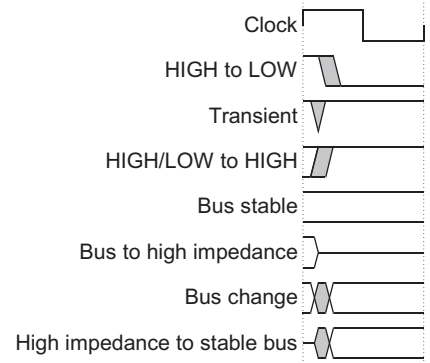 Clock
HIGH to LOW
Transient
HIGH/LOW to HIGH
Bus stable
Bus to high impedance
Bus change
High impedance to stable bus